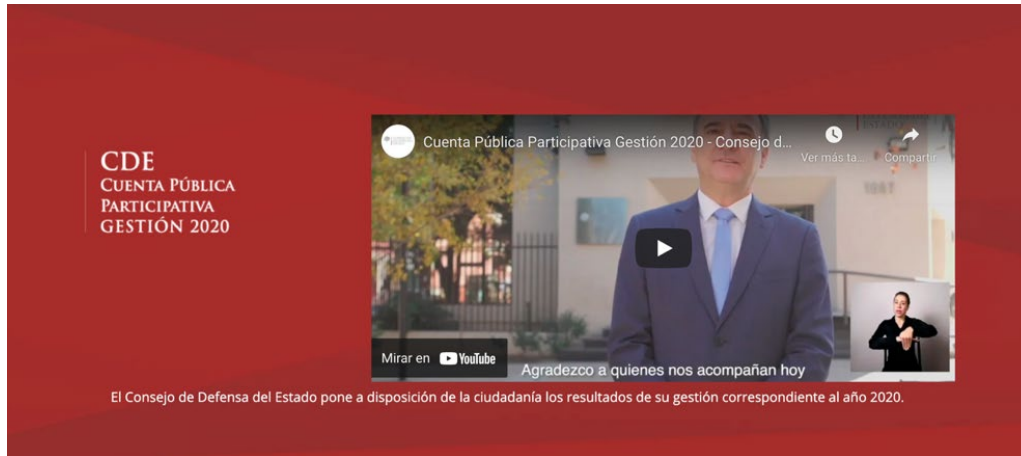 CDE
CUENTA PÚBLICA
PARTICIPATIVA
GESTIÓN 2020
Cuenta Pública Participativa Gestión 2020 - Consejo d...
Ver más ta...
Compartir
ESTADO
1687
Mirar en YouTube
Agradezco a quienes nos acompañan hoy
El Consejo de Defensa del Estado pone a disposición de la ciudadanía los resultados de su gestión correspondiente al año 2020.